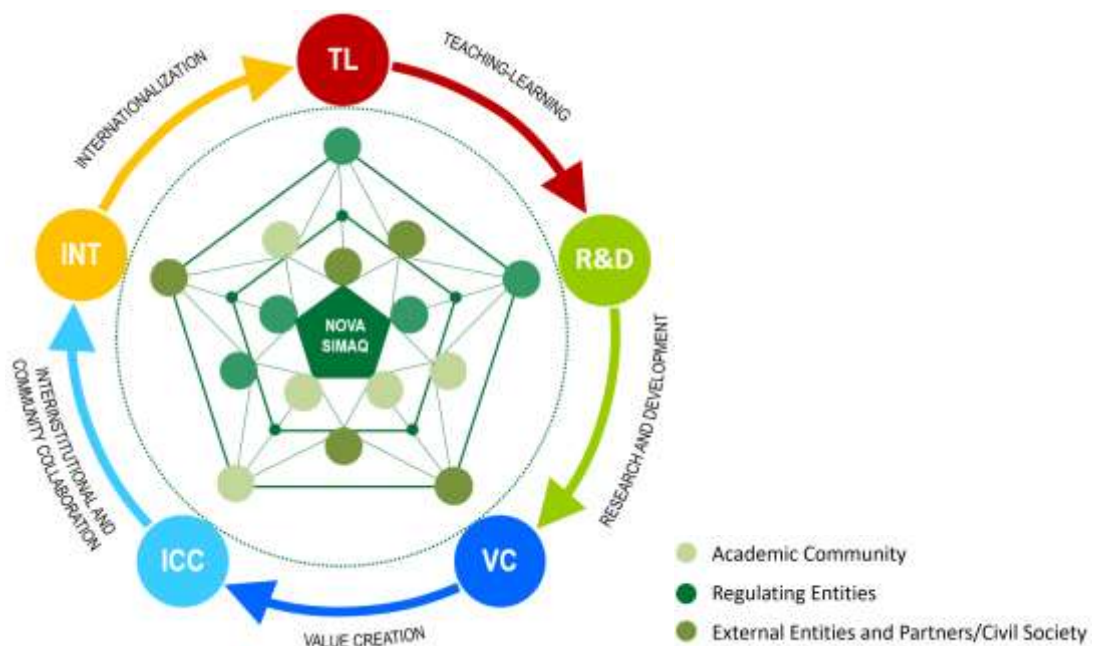 TL
TEACHING-LEARNING
INTERNATIONALIZATION
INT
R&D
NOVA
SIMAQ
RESEARCH AND DEVELOPMENT
INTERINSTITUTIONAL AND
COMMUNITY COLLABORATION
ICC
VC
VALUE CREATION
Academic Community
Regulating Entities
External Entities and Partners/Civil Society